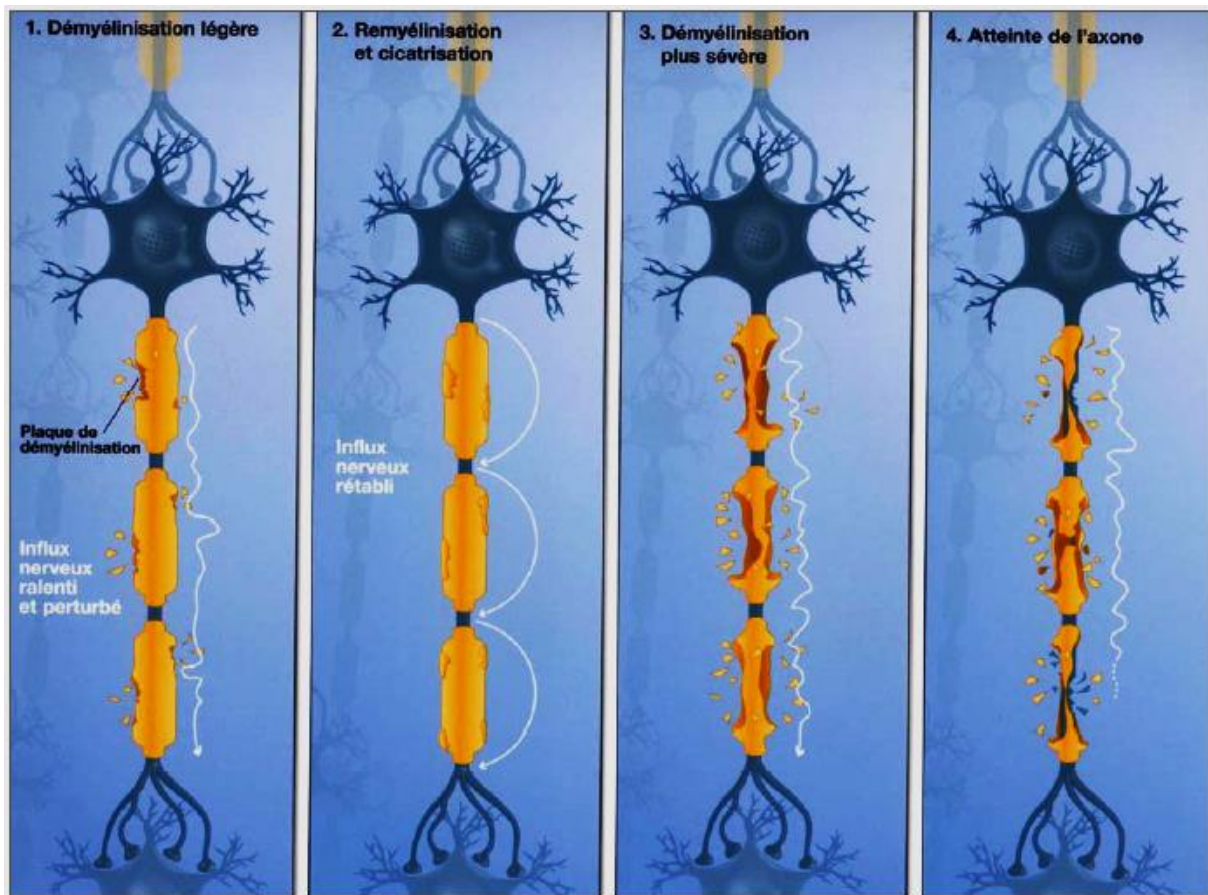 1. Démyélinisation légère
Plaque de
démyélinisation
Influx
nerveux
ralenti
et perturbé
2. Remyélinisation
et cicatrisation
Influx
nerveux
rétabli
3. Démyélinisation
plus sévère
4. Atteinte de l'axone